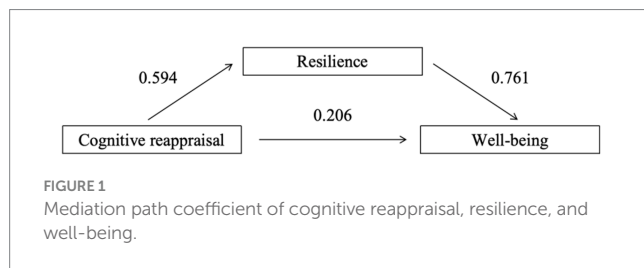 Resilience
0.594
0.761
0.206
Cognitive reappraisal
Well-being
FIGURE 1
Mediation path coefficient of cognitive reappraisal, resilience, and
well-being.